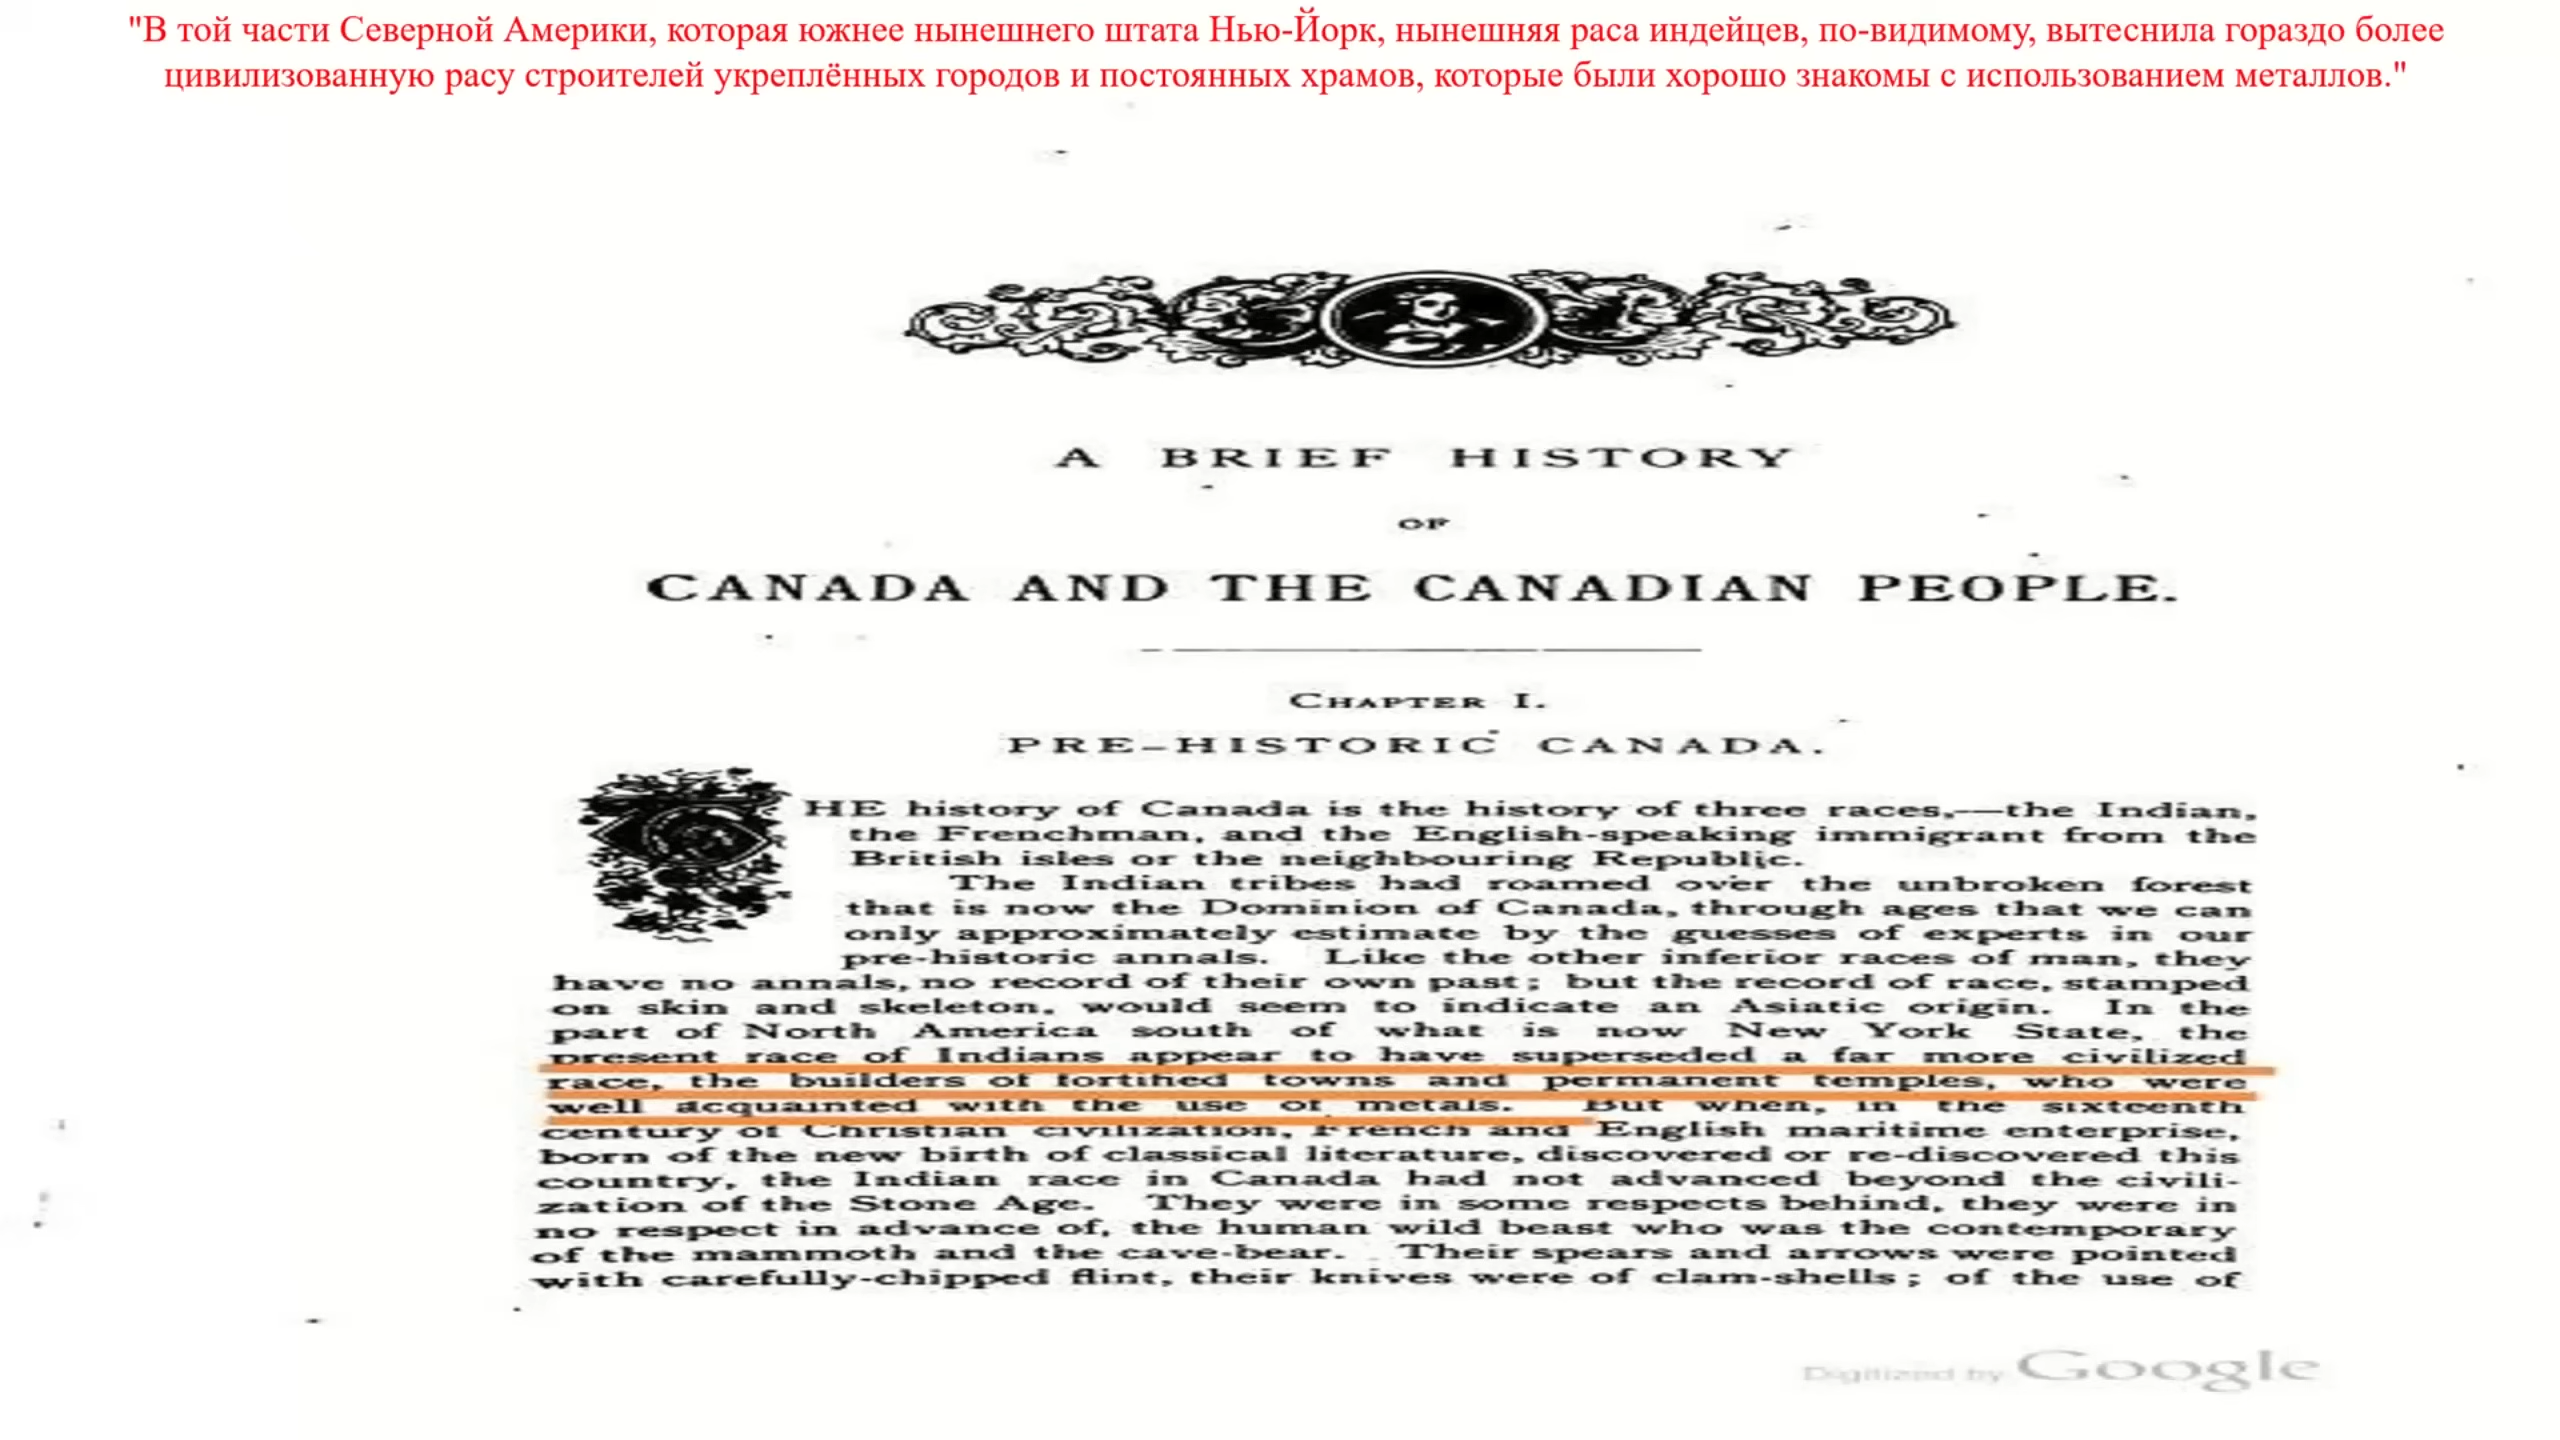 "В той части Северной Америки, которая южнее нынешнего штата Нью-Йорк, нынешняя раса индейцев, по-видимому, вытеснила гораздо более
цивилизованную расу строителей укреплённых городов и постоянных храмов, которые были хорошо знакомы с использованием металлов."
A BRIEF HISTORY
OF
CANADA AND THE CANADIAN PEOPLE.
CHAPTER I.
PRE-HISTORIC CANADA.
THE history of Canada is the history of three races,—the Indian,
the Frenchman, and the English-speaking immigrant from the
British isles or the neighbouring Republic.
The Indian tribes had roamed over the unbroken forest
that is now the Dominion of Canada, through ages that we can
only approximately estimate by the guesses of experts in our
pre-historic annals. Like the other inferior races of man, they
have no annals, no record of their own past; but the record of race, stamped
on skin and skeleton, would seem to indicate an Asiatic origin. In the
part of North America south of what is now New York State, the
present race of Indians appear to have superseded a far more civilized
race, the builders of fortified towns and permanent temples, who were
well acquainted with the use of metals. But when, in the sixteenth
century of Christian civilization, French and English maritime enterprise,
born of the new birth of classical literature, discovered or re-discovered this
country, the Indian race in Canada had not advanced beyond the civili-
zation of the Stone Age. They were in some respects behind, they were in
no respect in advance of, the human wild beast who was the contemporary
of the mammoth and the cave-bear. Their spears and arrows were pointed
with carefully-chipped flint, their knives were of clam-shells; of the use of
Digitized by Google